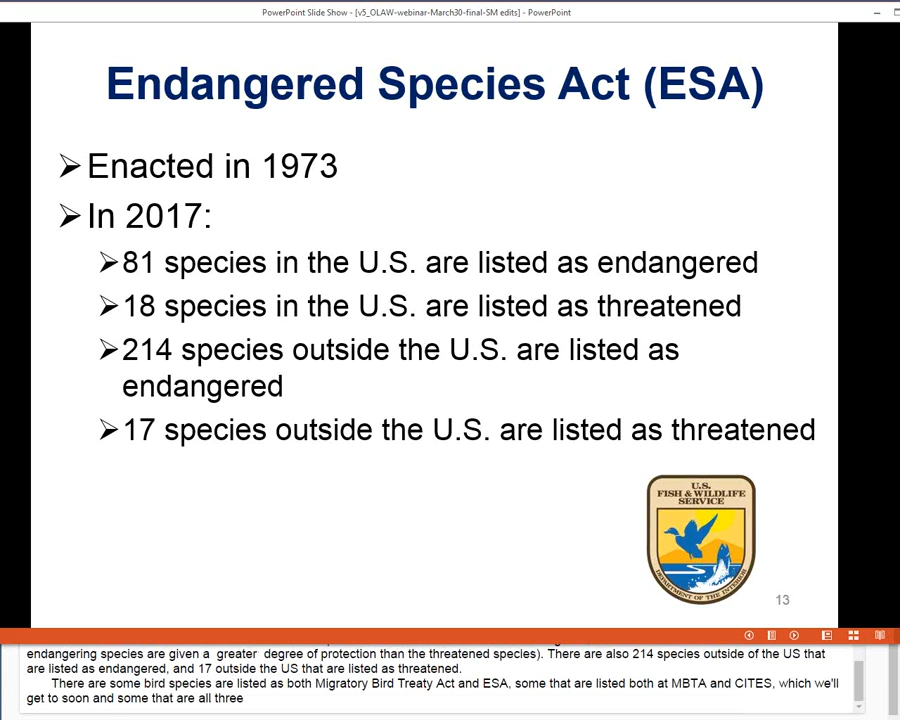 PowerPoint Slide Show - [v5_OLAW-webinar-March30-final-SM edits] - PowerPoint
Endangered Species Act (ESA)
➢Enacted in 1973
➢In 2017:
➢81 species in the U.S. are listed as endangered
➢18 species in the U.S. are listed as threatened
➢214 species outside the U.S. are listed as
endangered
➢17 species outside the U.S. are listed as threatened
U.S.
FISH & WILDLIFE
SERVICE
DEPARTMENT OF THE INTERIOR
13
endangering species are given a greater degree of protection than the threatened species). There are also 214 species outside of the US that
are listed as endangered, and 17 outside the US that are listed as threatened.
There are some bird species are listed as both Migratory Bird Treaty Act and ESA, some that are listed both at MBTA and CITES, which we'll
get to soon and some that are all three